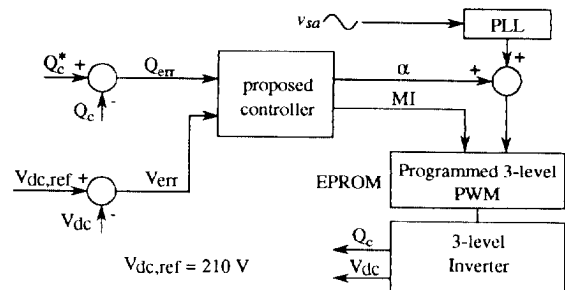 v_sa
PLL
Q_c^* +
Q_err
-
Q_c
proposed
controller
α
MI
+ +
V_dc,ref +
V_err
V_dc -
EPROM
Programmed 3-level
PWM
3-level
Inverter
Q_c
V_dc
V_dc,ref = 210 V